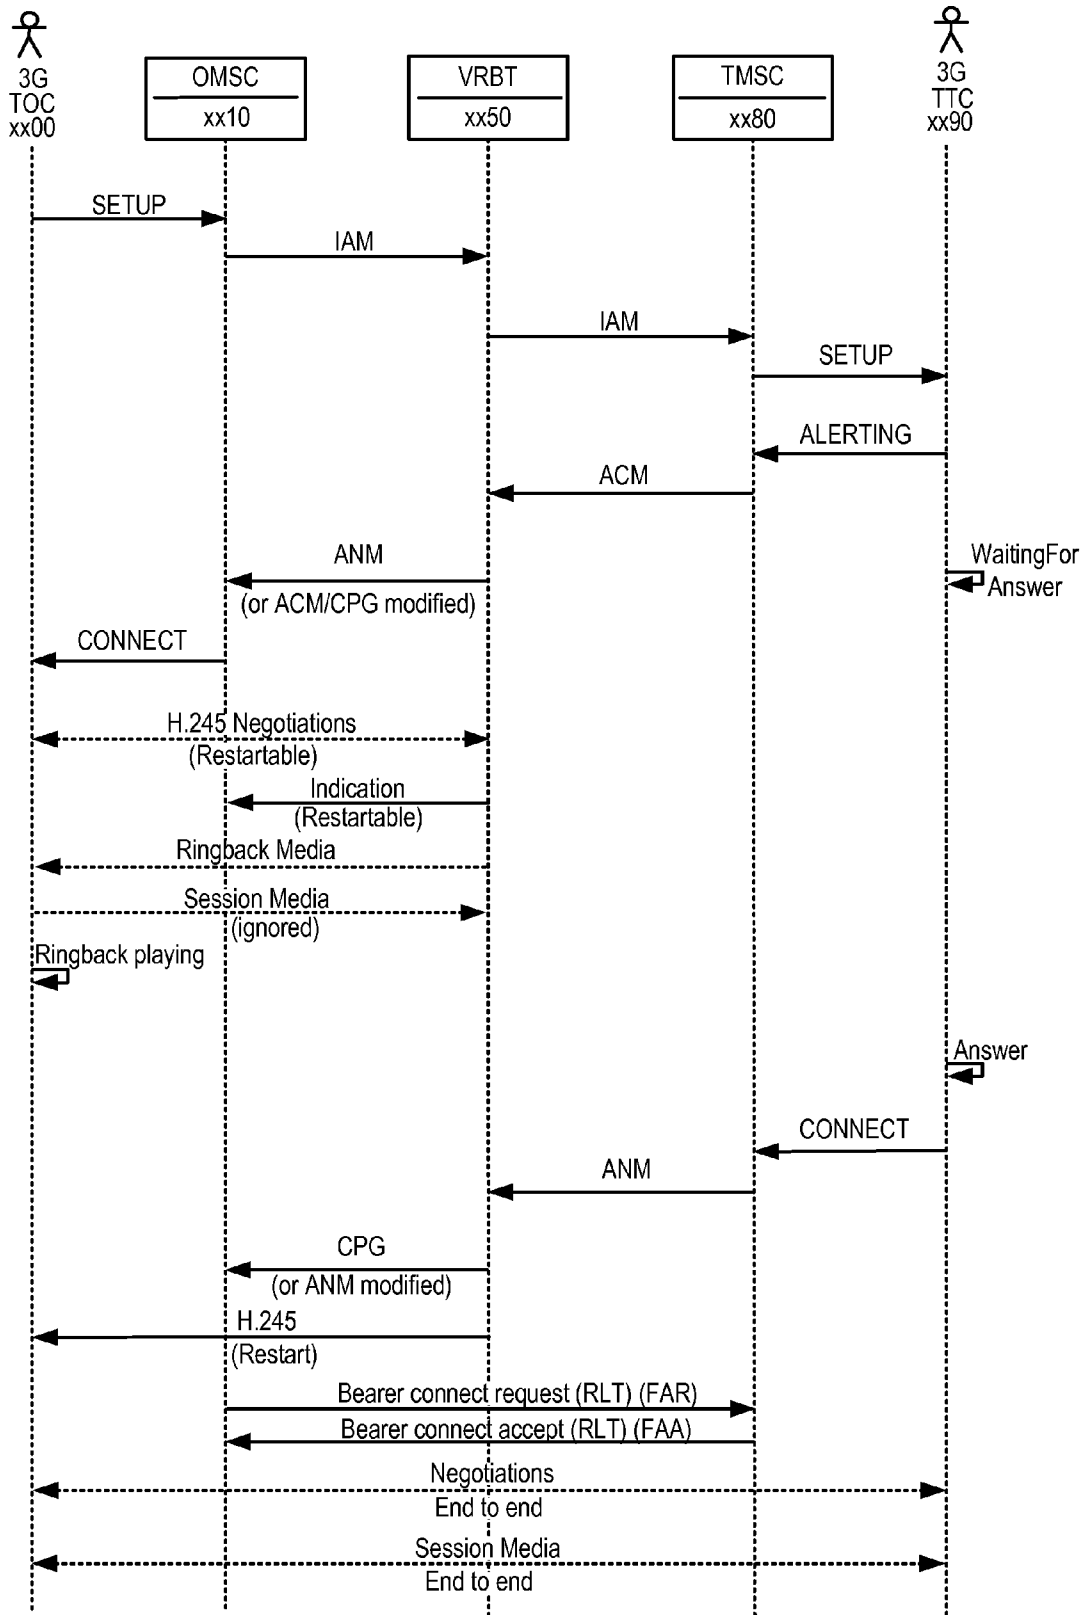 3G
TOC
xx00
OMSC
xx10
VRBT
xx50
TMSC
xx80
3G
TTC
xx90
SETUP
IAM
IAM
SETUP
ALERTING
ACM
ANM
(or ACM/CPG modified)
WaitingFor
Answer
CONNECT
H.245 Negotiations
(Restartable)
Indication
(Restartable)
Ringback Media
Session Media
(ignored)
Ringback playing
Answer
CONNECT
ANM
CPG
(or ANM modified)
H.245
(Restart)
Bearer connect request (RLT) (FAR)
Bearer connect accept (RLT) (FAA)
Negotiations
End to end
Session Media
End to end